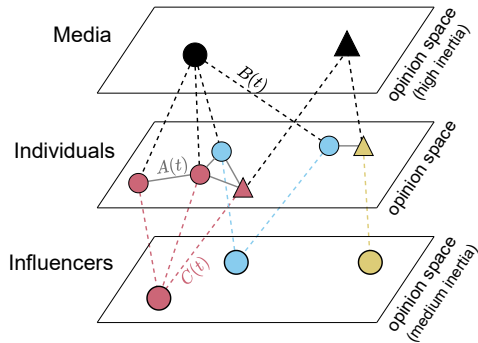 Media
B(t)
opinion space
(high inertia)
Individuals
A(t)
opinion space
Influencers
C(t)
opinion space
(medium inertia)